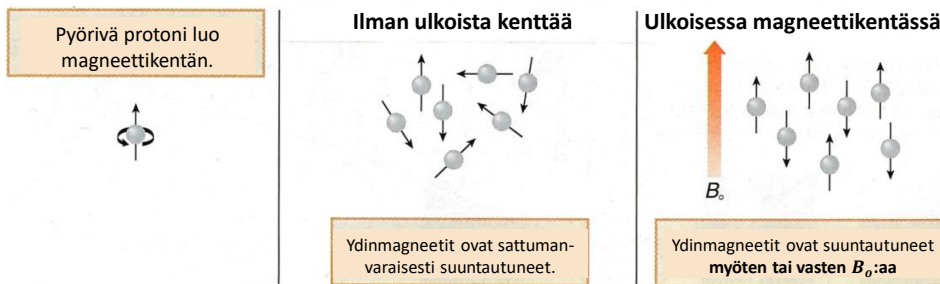 Pyörivä protoni luo
magneettikentän.
Ilman ulkoista kenttää
Ydinmagneetit ovat sattuman-
varaisesti suuntautuneet.
Ulkoisessa magneettikentässä
B₀
Ydinmagneetit ovat suuntautuneet
myöten tai vasten B₀:aa